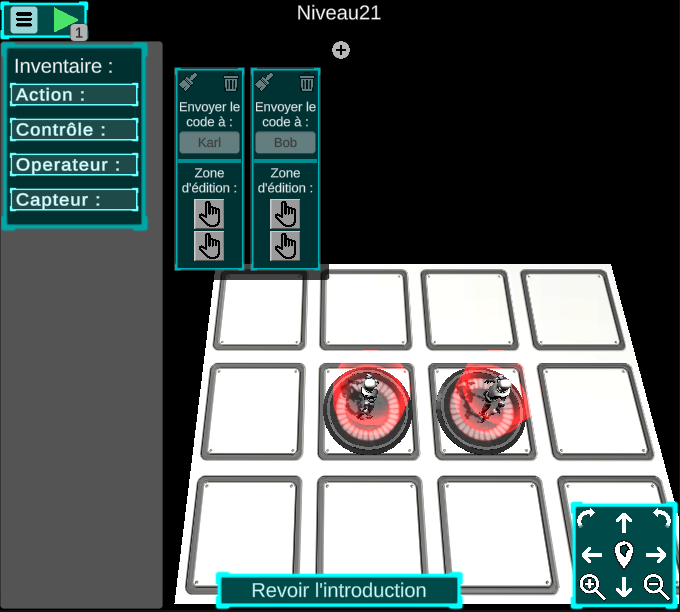 Niveau21
1
Inventaire :
Action :
Contrôle :
Operateur :
Capteur :
Envoyer le
code à :
Karl
Zone
d'édition :
Envoyer le
code à :
Bob
Zone
d'édition :
Revoir l'introduction